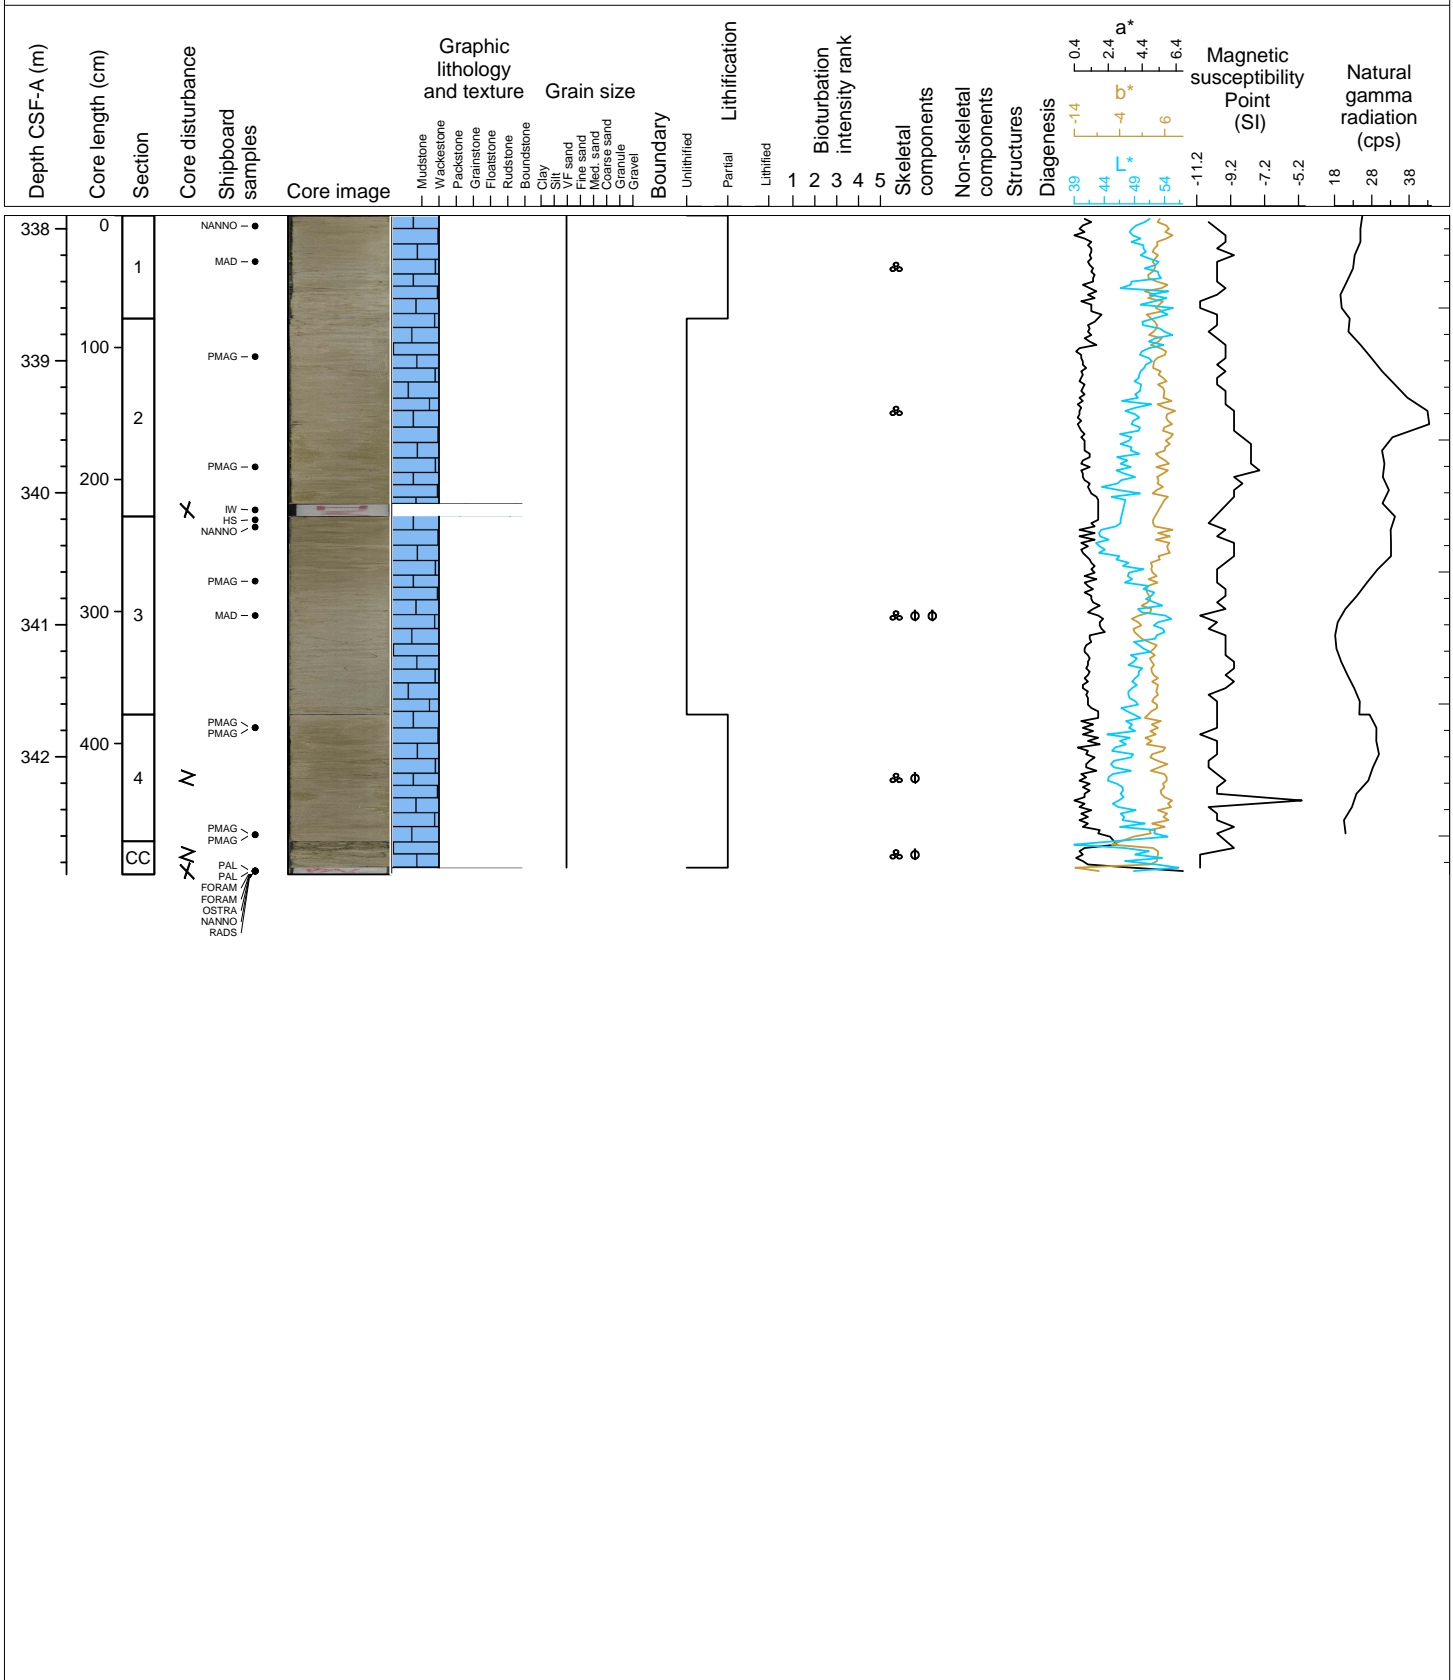 Depth CSF-A (m)
Core length (cm)
Section
Core disturbance
Shipboard
samples
Core image
Graphic
lithology
and texture
Mudstone
Wackestone
Packstone
Grainstone
Floatstone
Rudstone
Boundstone
Grain size
Clay
Silt
VF sand
Fine sand
Med. sand
Coarse sand
Granule
Gravel
Boundary
Lithification
Unlithified
Partial
Lithified
Bioturbation
intensity rank
1 2 3 4 5
Skeletal
components
Non-skeletal
components
Structures
Diagenesis
a*
0.4 2.4 4.4 6.4
b*
-14 -4 6
L*
39 44 49 54
Magnetic
susceptibility
Point
(SI)
-11.2 -9.2 -7.2 -5.2
Natural
gamma
radiation
(cps)
18 28 38
338
339
340
341
342
0
100
200
300
400
1
2
3
4
CC
NANNO
MAD
PMAG
PMAG
IW
HS
NANNO
PMAG
MAD
PMAG
PMAG
PMAG
PMAG
PAL
PAL
FORAM
FORAM
OSTRA
NANNO
RADS